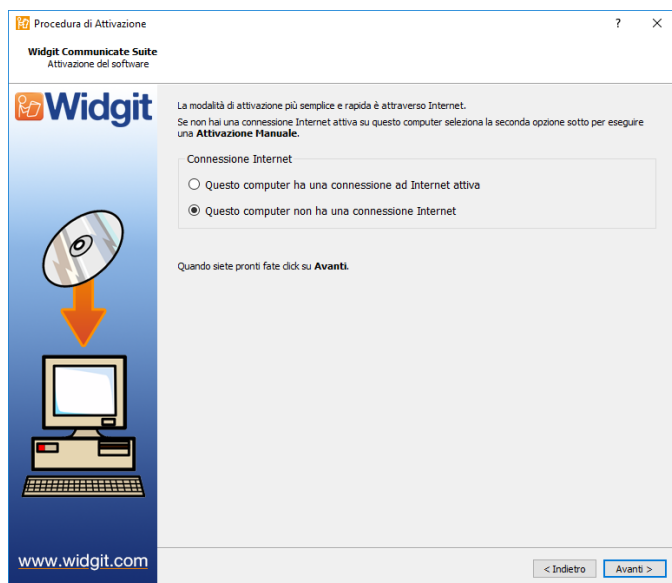 Procedura di Attivazione
Widgit Communicate Suite
Attivazione del software
Widgit
La modalità di attivazione più semplice e rapida è attraverso Internet.
Se non hai una connessione Internet attiva su questo computer seleziona la seconda opzione sotto per eseguire
una Attivazione Manuale.
Connessione Internet
Questo computer ha una connessione ad Internet attiva
Questo computer non ha una connessione Internet
Quando siete pronti fate click su Avanti.
www.widgit.com
< Indietro
Avanti >